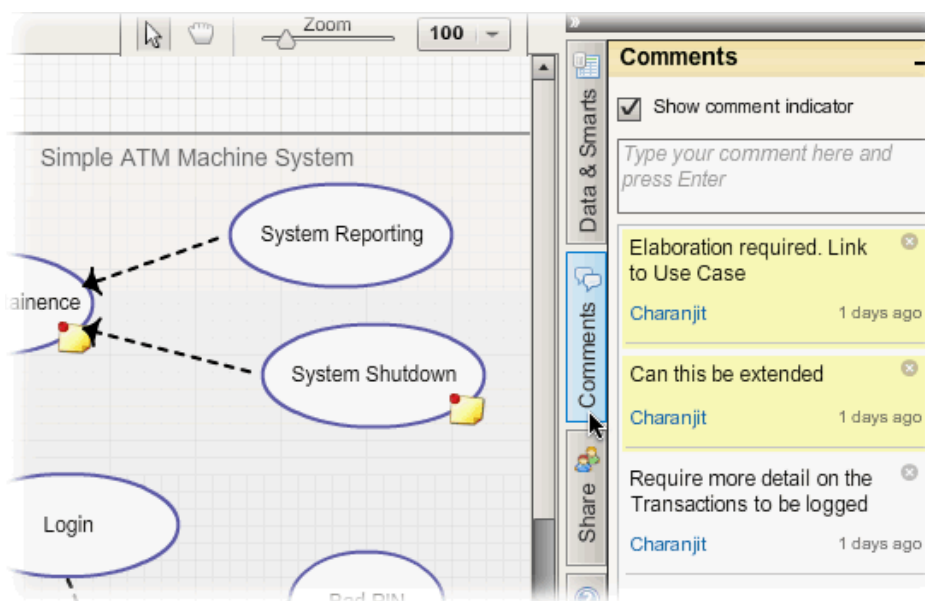 Zoom
100
Simple ATM Machine System
System Reporting
ainence
System Shutdown
Login
Bad PIN
Data & Smarts
Comments
Share
Comments
Show comment indicator
Type your comment here and
press Enter
Elaboration required. Link
to Use Case
Charanjit 1 days ago
Can this be extended
Charanjit 1 days ago
Require more detail on the
Transactions to be logged
Charanjit 1 days ago